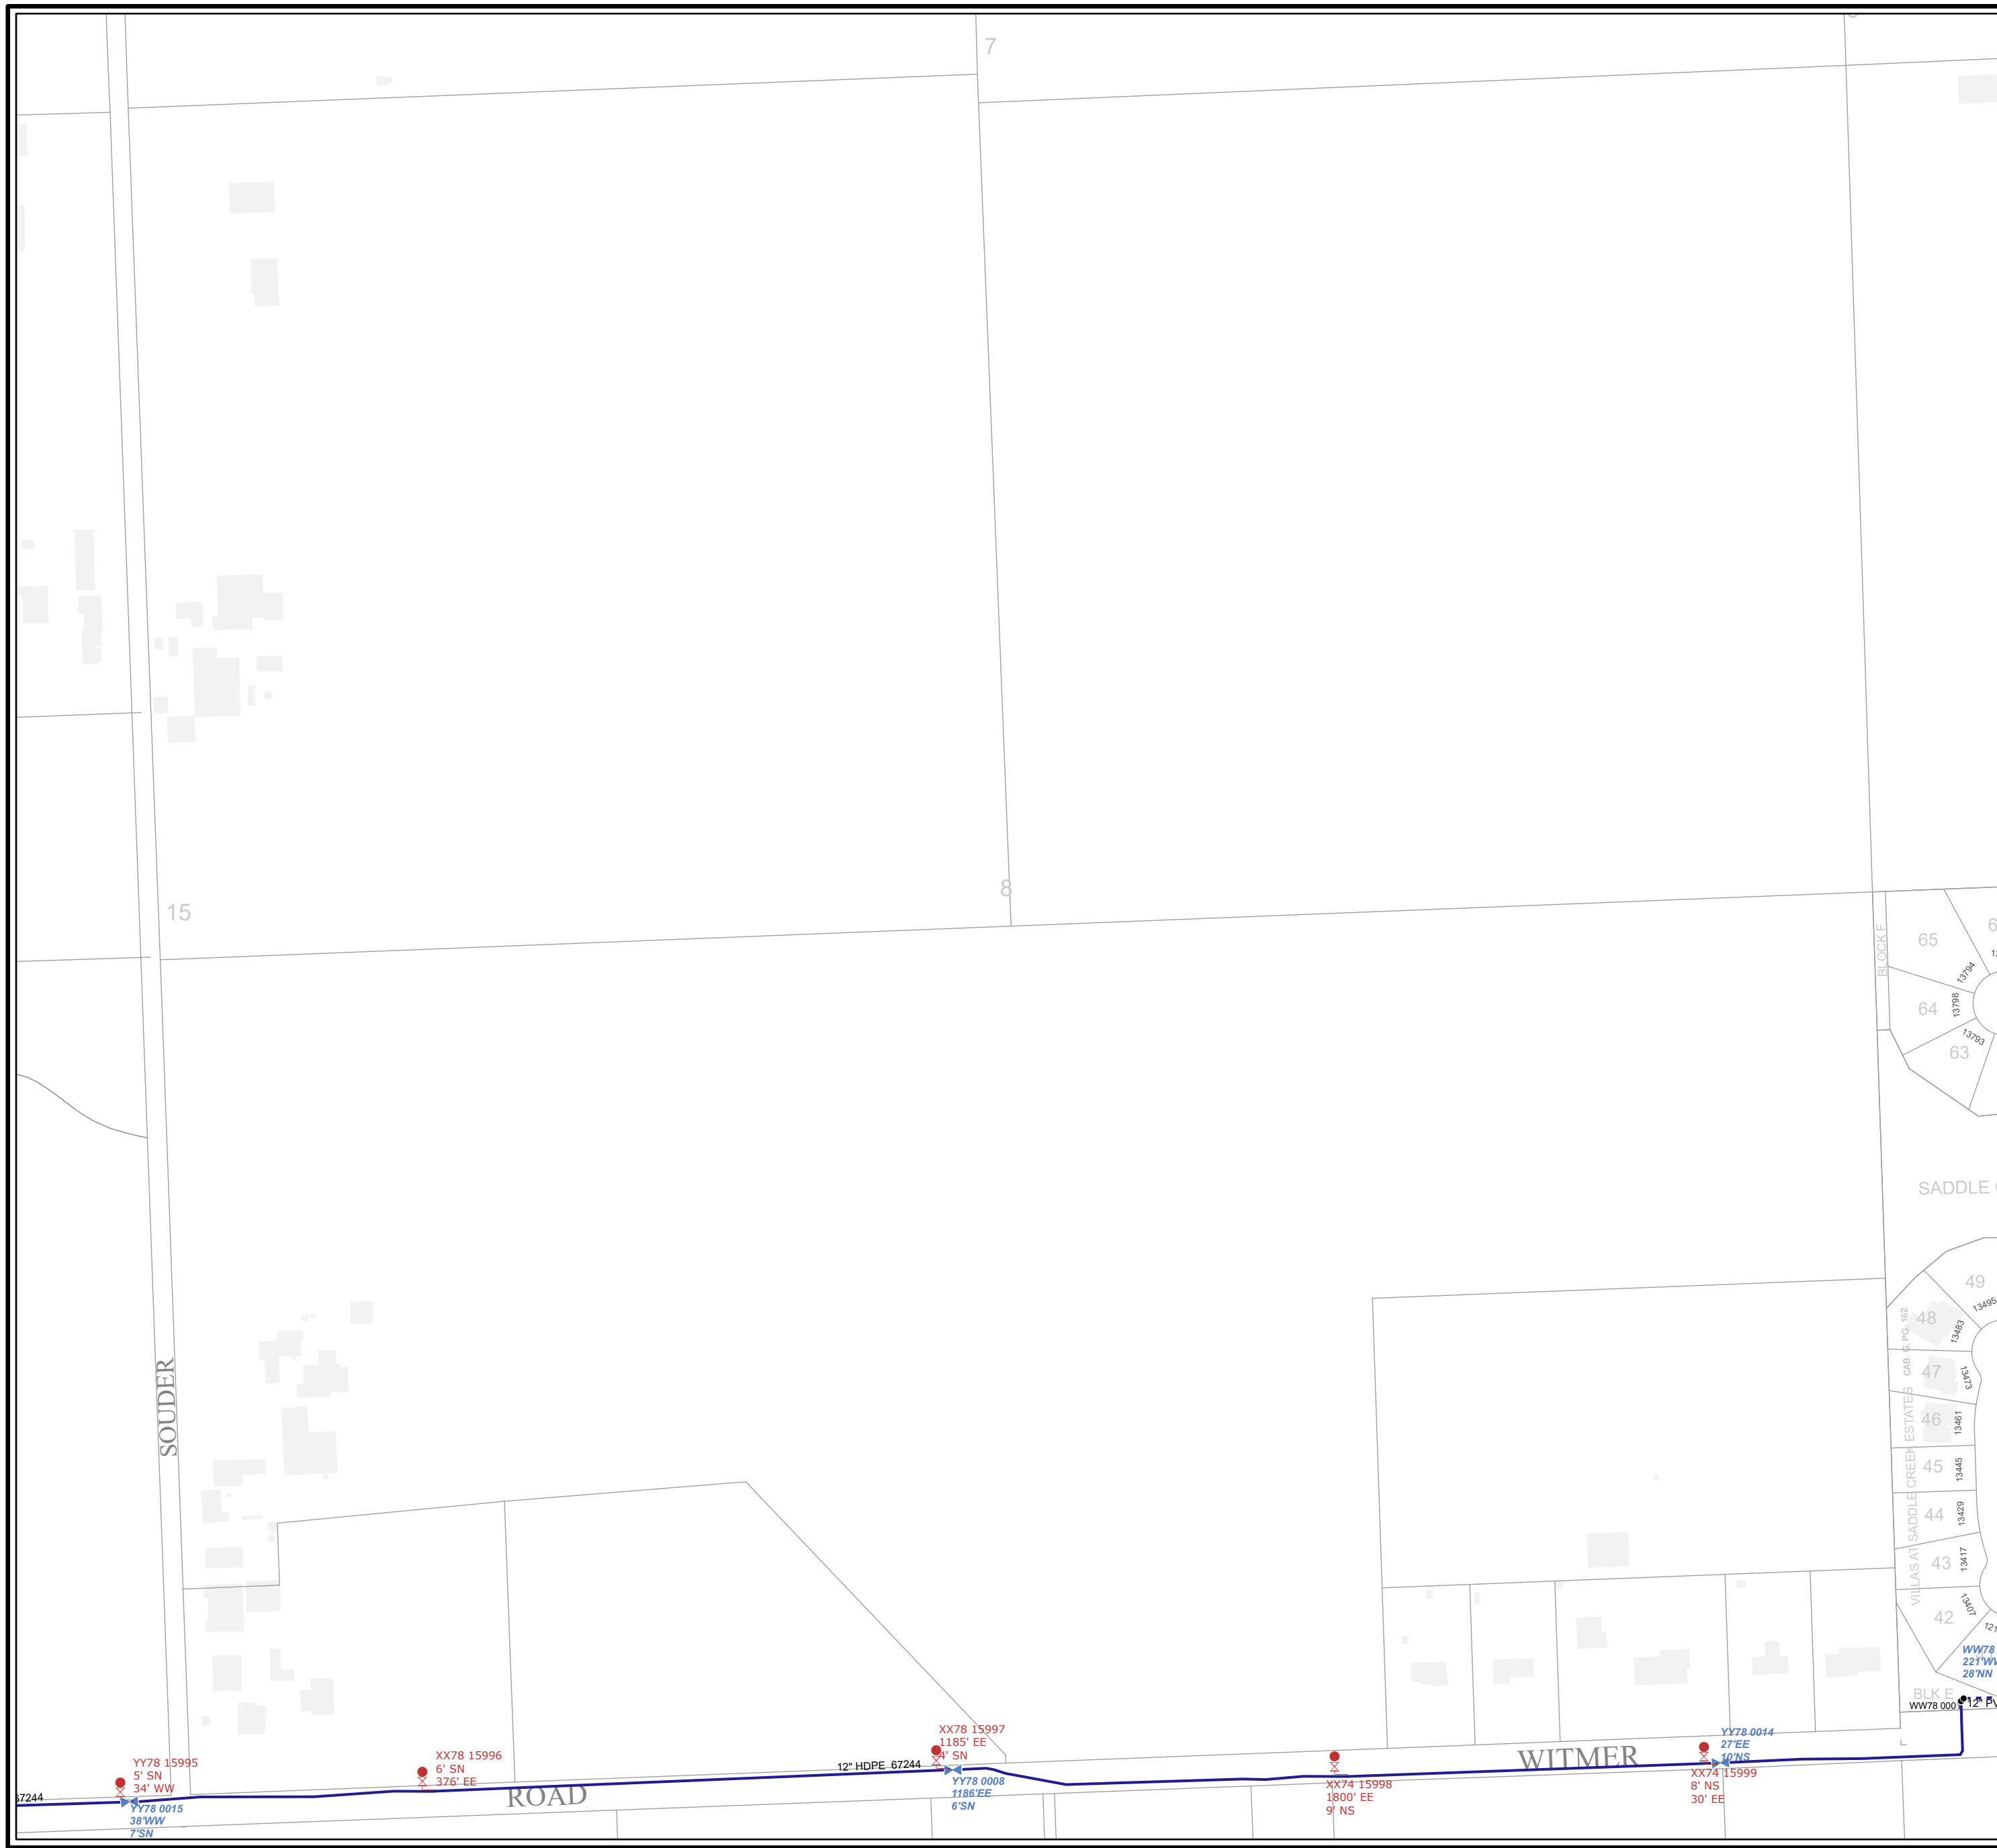 7
15
8
BLOCK F
65
64
63
13794
13798
13793
SADDLE
49
13495
48
13483
47
13473
46
13461
45
13445
44
13429
43
13417
42
13407
VILLAS AT SADDLE CREEK ESTATES CAB. G, PG. 162
WW78
28'NN
BLK E
WW78 000
12"
SOUDER
YY78 15995
5' SN
34' WW
YY78 0015
38'WW
7'SN
67244
XX78 15996
6' SN
376' EE
ROAD
12" HDPE 67244
XX78 15997
1185' EE
4' SN
YY78 0008
1186'EE
6'SN
XX74 15998
1800' EE
9' NS
WITMER
YY78 0014
27'EE
10'NS
XX74 15999
8' NS
30' EE